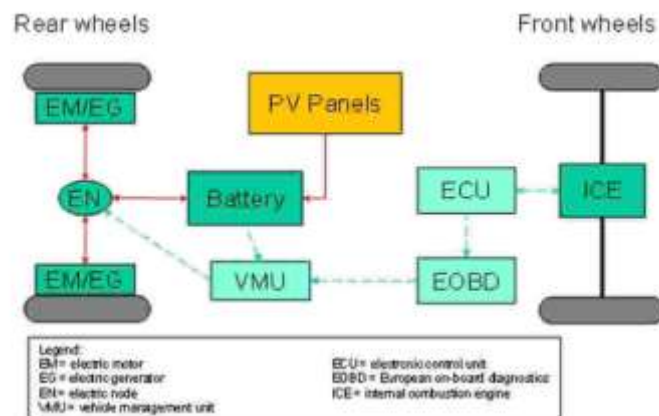 Rear wheels
Front wheels
EM/EG
PV Panels
EN
Battery
ECU
ICE
EM/EG
VMU
EOBD
Legend:
EM= electric motor
EG= electric generator
EN= electric node
VMU= vehicle management unit
ECU= electronic control unit
EOBD= European on-board diagnostics
ICE= internal combustion engine